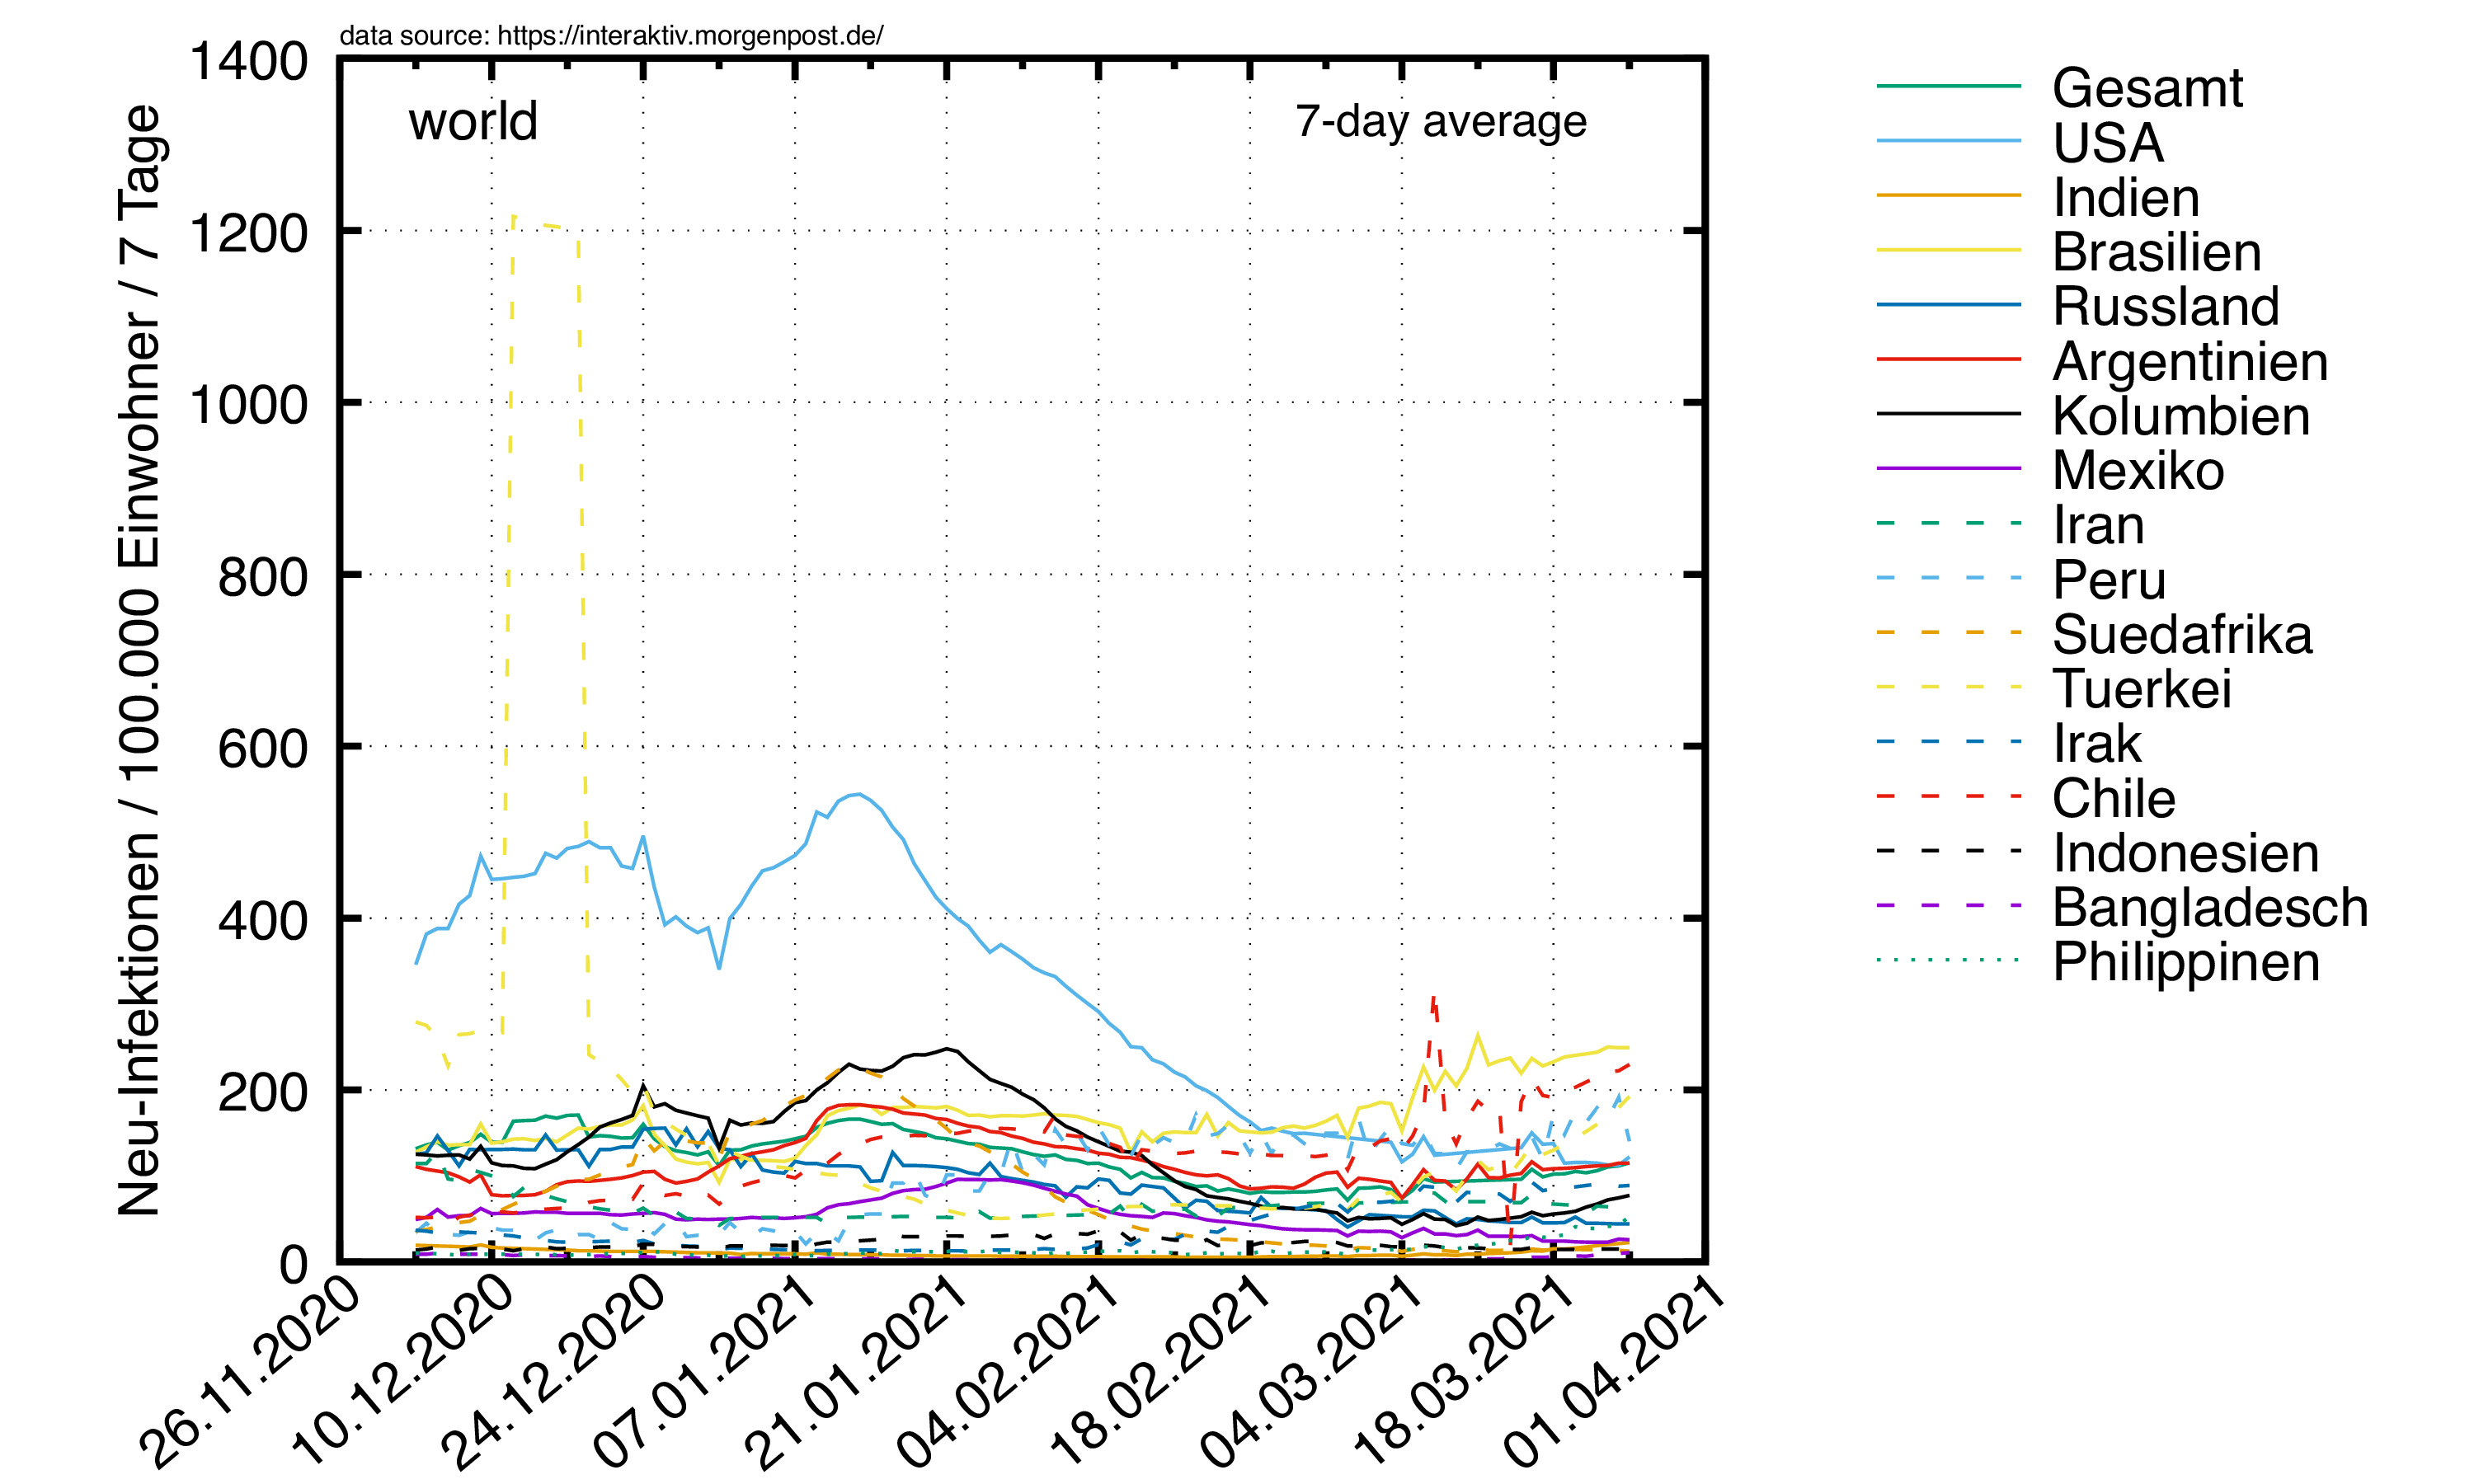 data source: https://interaktiv.morgenpost.de/
world
7-day average
Neu-Infektionen / 100.000 Einwohner / 7 Tage
1400
1200
1000
800
600
400
200
0
26.11.2020
10.12.2020
24.12.2020
07.01.2021
21.01.2021
04.02.2021
18.02.2021
04.03.2021
18.03.2021
01.04.2021
Gesamt
USA
Indien
Brasilien
Russland
Argentinien
Kolumbien
Mexiko
Iran
Peru
Suedafrika
Tuerkei
Irak
Chile
Indonesien
Bangladesch
Philippinen